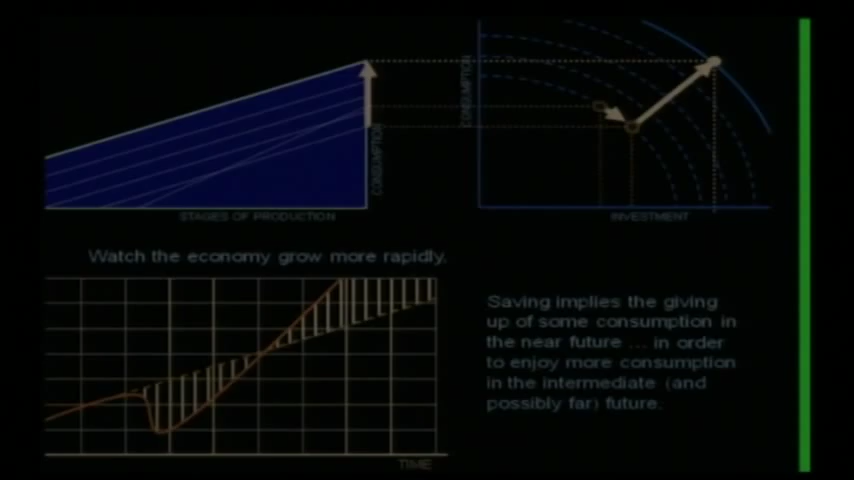 CONSUMPTION
CONSUMPTION
STAGES OF PRODUCTION
INVESTMENT
Watch the economy grow more rapidly.
Saving implies the giving
up of some consumption in
the near future ... in order
to enjoy more consumption
in the intermediate (and
possibly far) future.
TIME